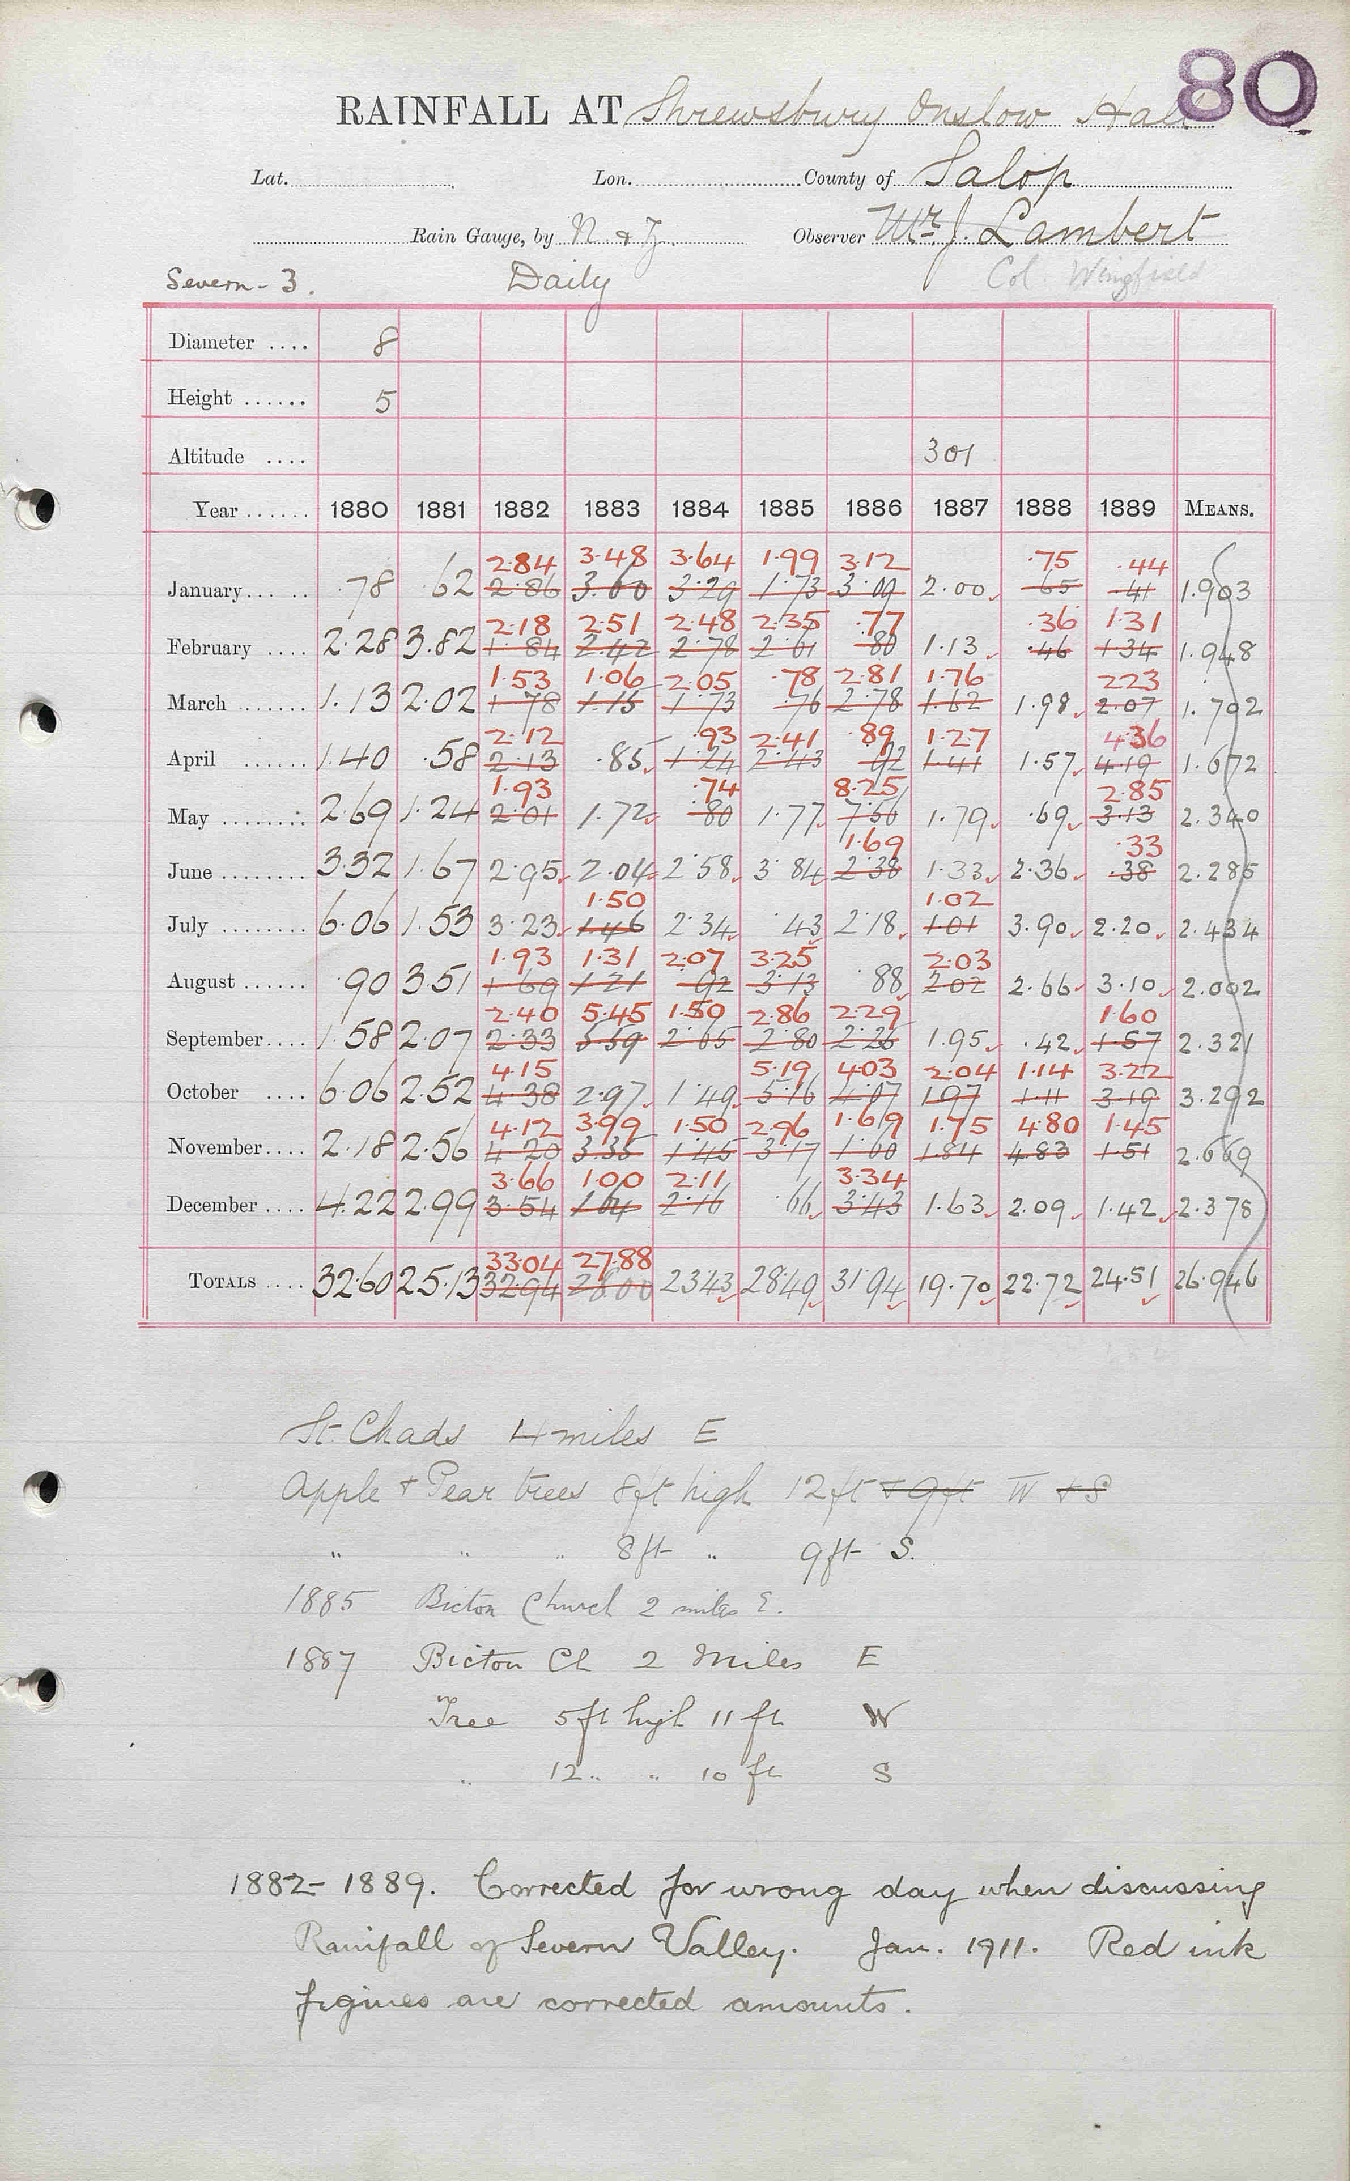 80
RAINFALL AT Shrewsbury Onslow Hall
Lat. Lon. County of Salop
Rain Gauge, by N. & Z. Observer Mr. J. Lambert
Severn - 3. Daily Col Wingfield
Diameter .... 8
Height ...... 5
Altitude .... 301
Year ...... 1880 1881 1882 1883 1884 1885 1886 1887 1888 1889 MEANS.
2.84 3.48 3.64 1.99 3.12 .75 .44
January ...... .78 .62 2.86 3.60 3.29 1.73 3.09 2.00 65 41 1.903
2.18 2.51 2.48 2.35 .77 .36 1.31
February .... 2.28 3.82 1.84 2.42 2.78 2.61 80 1.13 .46 1.34 1.948
1.53 1.06 2.05 .78 2.81 1.76 2.23
March ...... 1.13 2.02 1.78 1.15 1.73 .76 2.78 1.62 1.98 2.07 1.702
2.12 .93 2.41 .89 1.27 4.36
April ...... 1.40 .58 2.13 .85 1.24 2.43 .92 1.41 1.57 4.19 1.672
1.93 .74 8.25 2.85
May ........ 2.69 1.24 2.01 1.72 .80 1.77 7.56 1.79 .69 3.13 2.340
1.69 .33
June ........ 3.32 1.67 2.95 2.04 2.58 3.84 2.38 1.33 2.36 .38 2.285
1.50 1.02
July ........ 6.06 1.53 3.23 1.46 2.34 .43 2.18 1.01 3.90 2.20 2.434
1.93 1.31 2.07 3.25 2.03
August ...... .90 3.51 1.69 1.21 .92 3.13 .88 2.02 2.66 3.10 2.002
2.40 5.45 1.50 2.86 2.29 1.60
September .... 1.58 2.07 2.33 5.59 2.65 2.80 2.26 1.95 .42 1.57 2.321
4.15 5.19 4.03 2.04 1.14 3.22
October .... 6.06 2.52 4.38 2.97 1.49 5.16 4.07 1.97 1.11 3.19 3.292
4.12 3.99 1.50 2.96 1.69 1.75 4.80 1.45
November .... 2.18 2.56 4.20 3.35 1.45 3.17 1.60 1.84 4.83 1.51 2.669
3.66 1.00 2.11 3.34
December .... 4.22 2.99 3.54 1.64 2.16 .66 3.43 1.63 2.09 1.42 2.378
33.04 27.88
TOTALS .... 32.60 25.13 32.94 28.00 23.43 28.49 31.94 19.70 22.72 24.51 26.946
St. Chads 4 miles E
Apple & Pear trees 8ft high 12ft & 9ft W & S
" " " 8ft " 9ft S.
1885 Bicton Church 2 miles E.
1887 Bicton Ch 2 Miles E
Tree 5ft high 11 ft W
" 12 " " 10 ft S
1882 - 1889. Corrected for wrong day when discussing
Rainfall of Severn Valley. Jan. 1911. Red ink
figures are corrected amounts.